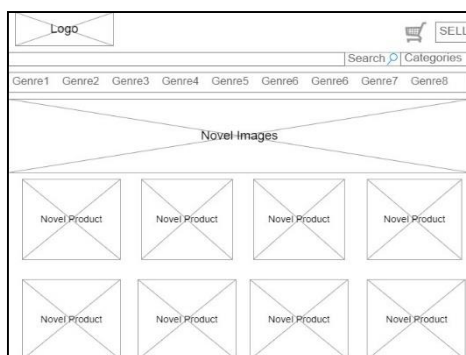 Logo
SELL
Search Categories
Genre1 Genre2 Genre3 Genre4 Genre5 Genre6 Genre6 Genre7 Genre8
Novel Images
Novel Product Novel Product Novel Product Novel Product
Novel Product Novel Product Novel Product Novel Product